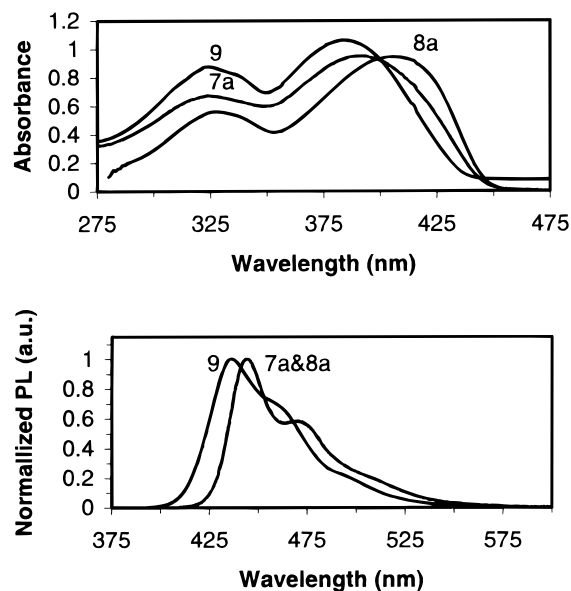 1.2
1
0.8
0.6
0.4
0.2
0
Absorbance
9
7a
8a
275 325 375 425 475
Wavelength (nm)
1
0.8
0.6
0.4
0.2
0
Normallized PL (a.u.)
9
7a&8a
375 425 475 525 575
Wavelength (nm)